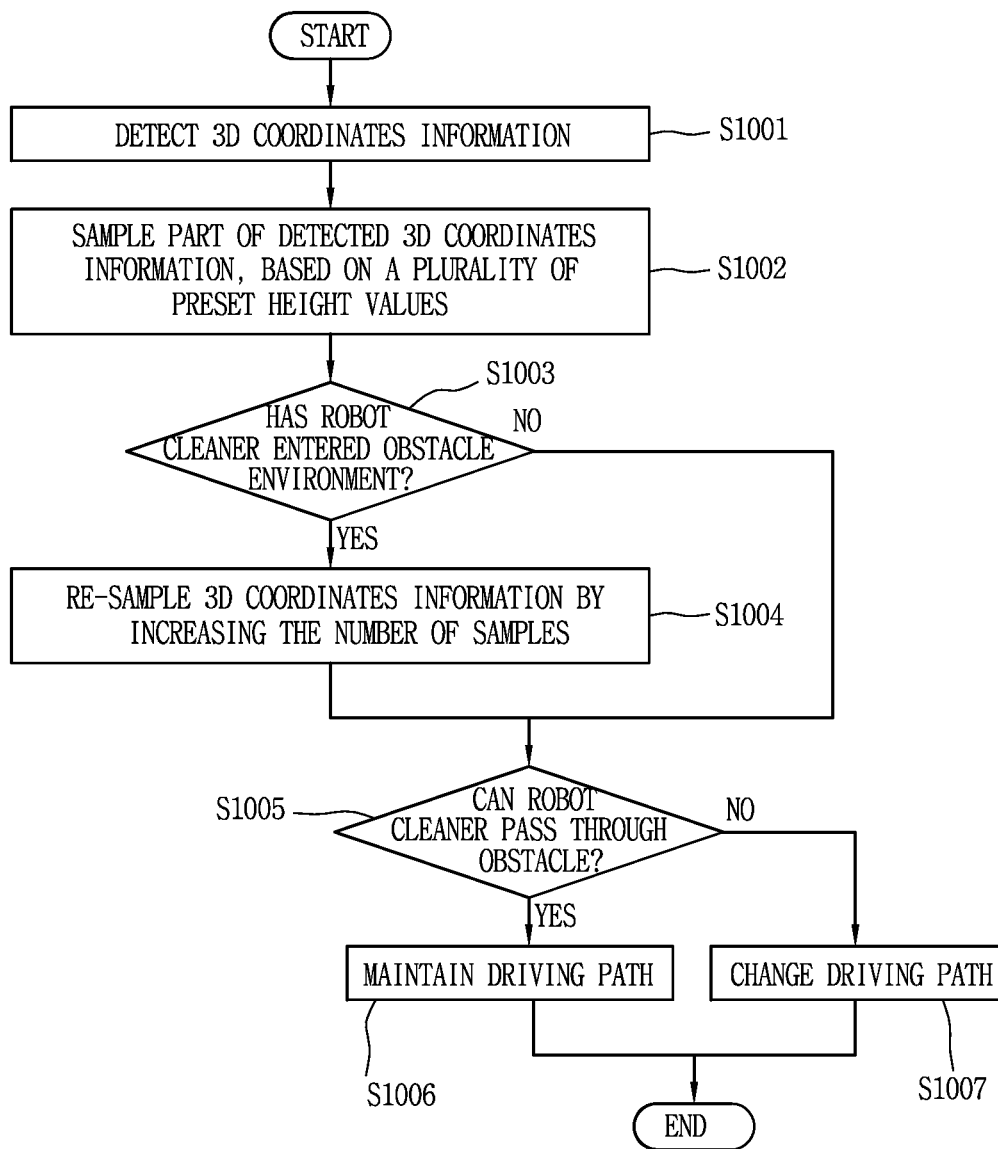 START
DETECT 3D COORDINATES INFORMATION
S1001
SAMPLE PART OF DETECTED 3D COORDINATES
INFORMATION, BASED ON A PLURALITY OF
PRESET HEIGHT VALUES
S1002
S1003
HAS ROBOT
CLEANER ENTERED OBSTACLE
ENVIRONMENT?
NO
YES
RE-SAMPLE 3D COORDINATES INFORMATION BY
INCREASING THE NUMBER OF SAMPLES
S1004
S1005
CAN ROBOT
CLEANER PASS THROUGH
OBSTACLE?
NO
YES
MAINTAIN DRIVING PATH
CHANGE DRIVING PATH
S1006
S1007
END